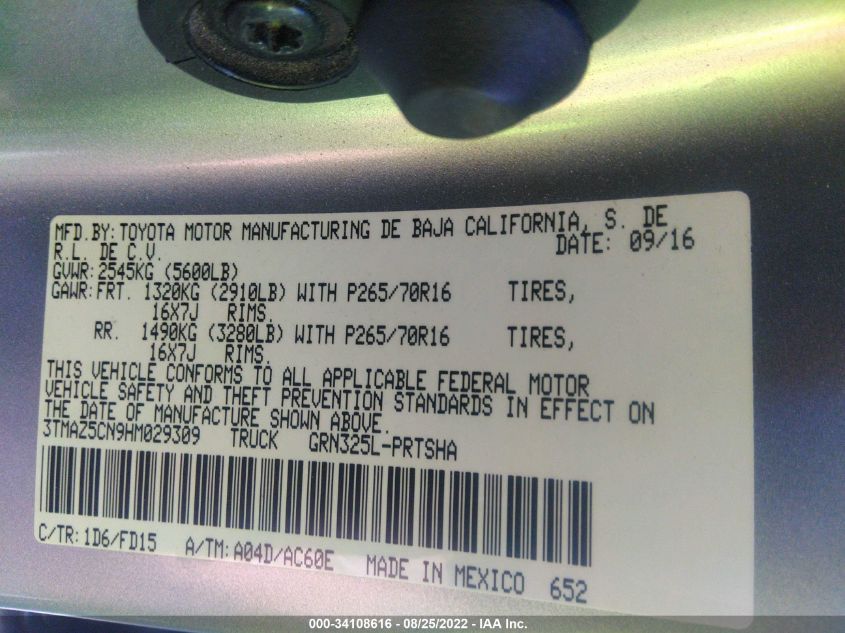 MFD.BY:TOYOTA MOTOR MANUFACTURING DE BAJA CALIFORNIA, S. DE
R.L. DE C.V. DATE: 09/16
GVWR:2545KG (5600LB)
GAWR:FRT. 1320KG (2910LB) WITH P265/70R16 TIRES,
16X7J RIMS.
RR. 1490KG (3280LB) WITH P265/70R16 TIRES,
16X7J RIMS.
THIS VEHICLE CONFORMS TO ALL APPLICABLE FEDERAL MOTOR
VEHICLE SAFETY AND THEFT PREVENTION STANDARDS IN EFFECT ON
THE DATE OF MANUFACTURE SHOWN ABOVE.
3TMAZ5CN9HM029309 TRUCK GRN325L-PRTSHA
C/TR:1D6/FD15 A/TM:A04D/AC60E MADE IN MEXICO 652
000-34108616 - 08/25/2022 - IAA Inc.